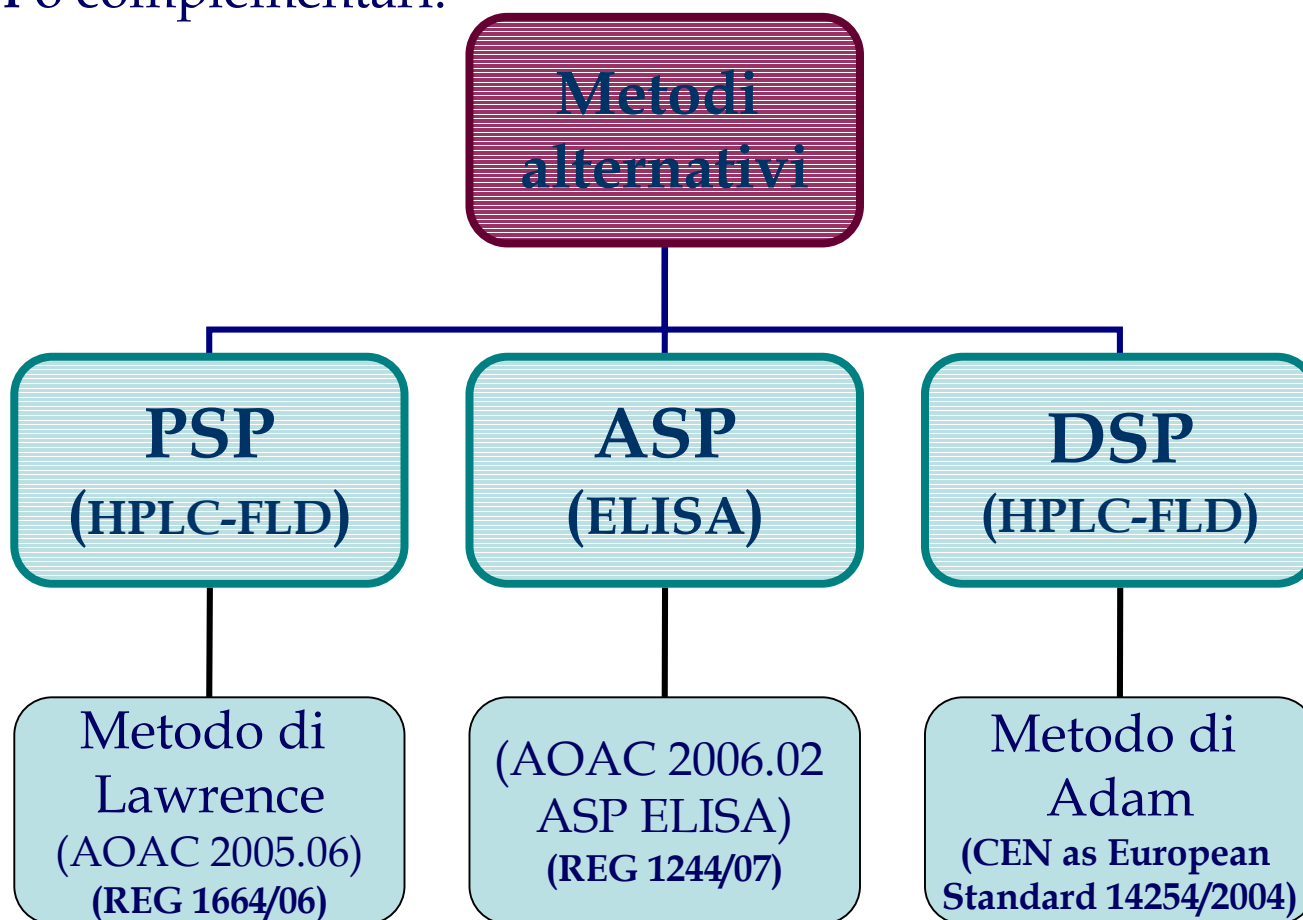 o complementari.
Metodi
alternativi
PSP
(HPLC-FLD)
ASP
(ELISA)
DSP
(HPLC-FLD)
Metodo di
Lawrence
(AOAC 2005.06)
(REG 1664/06)
(AOAC 2006.02
ASP ELISA)
(REG 1244/07)
Metodo di
Adam
(CEN as European
Standard 14254/2004)